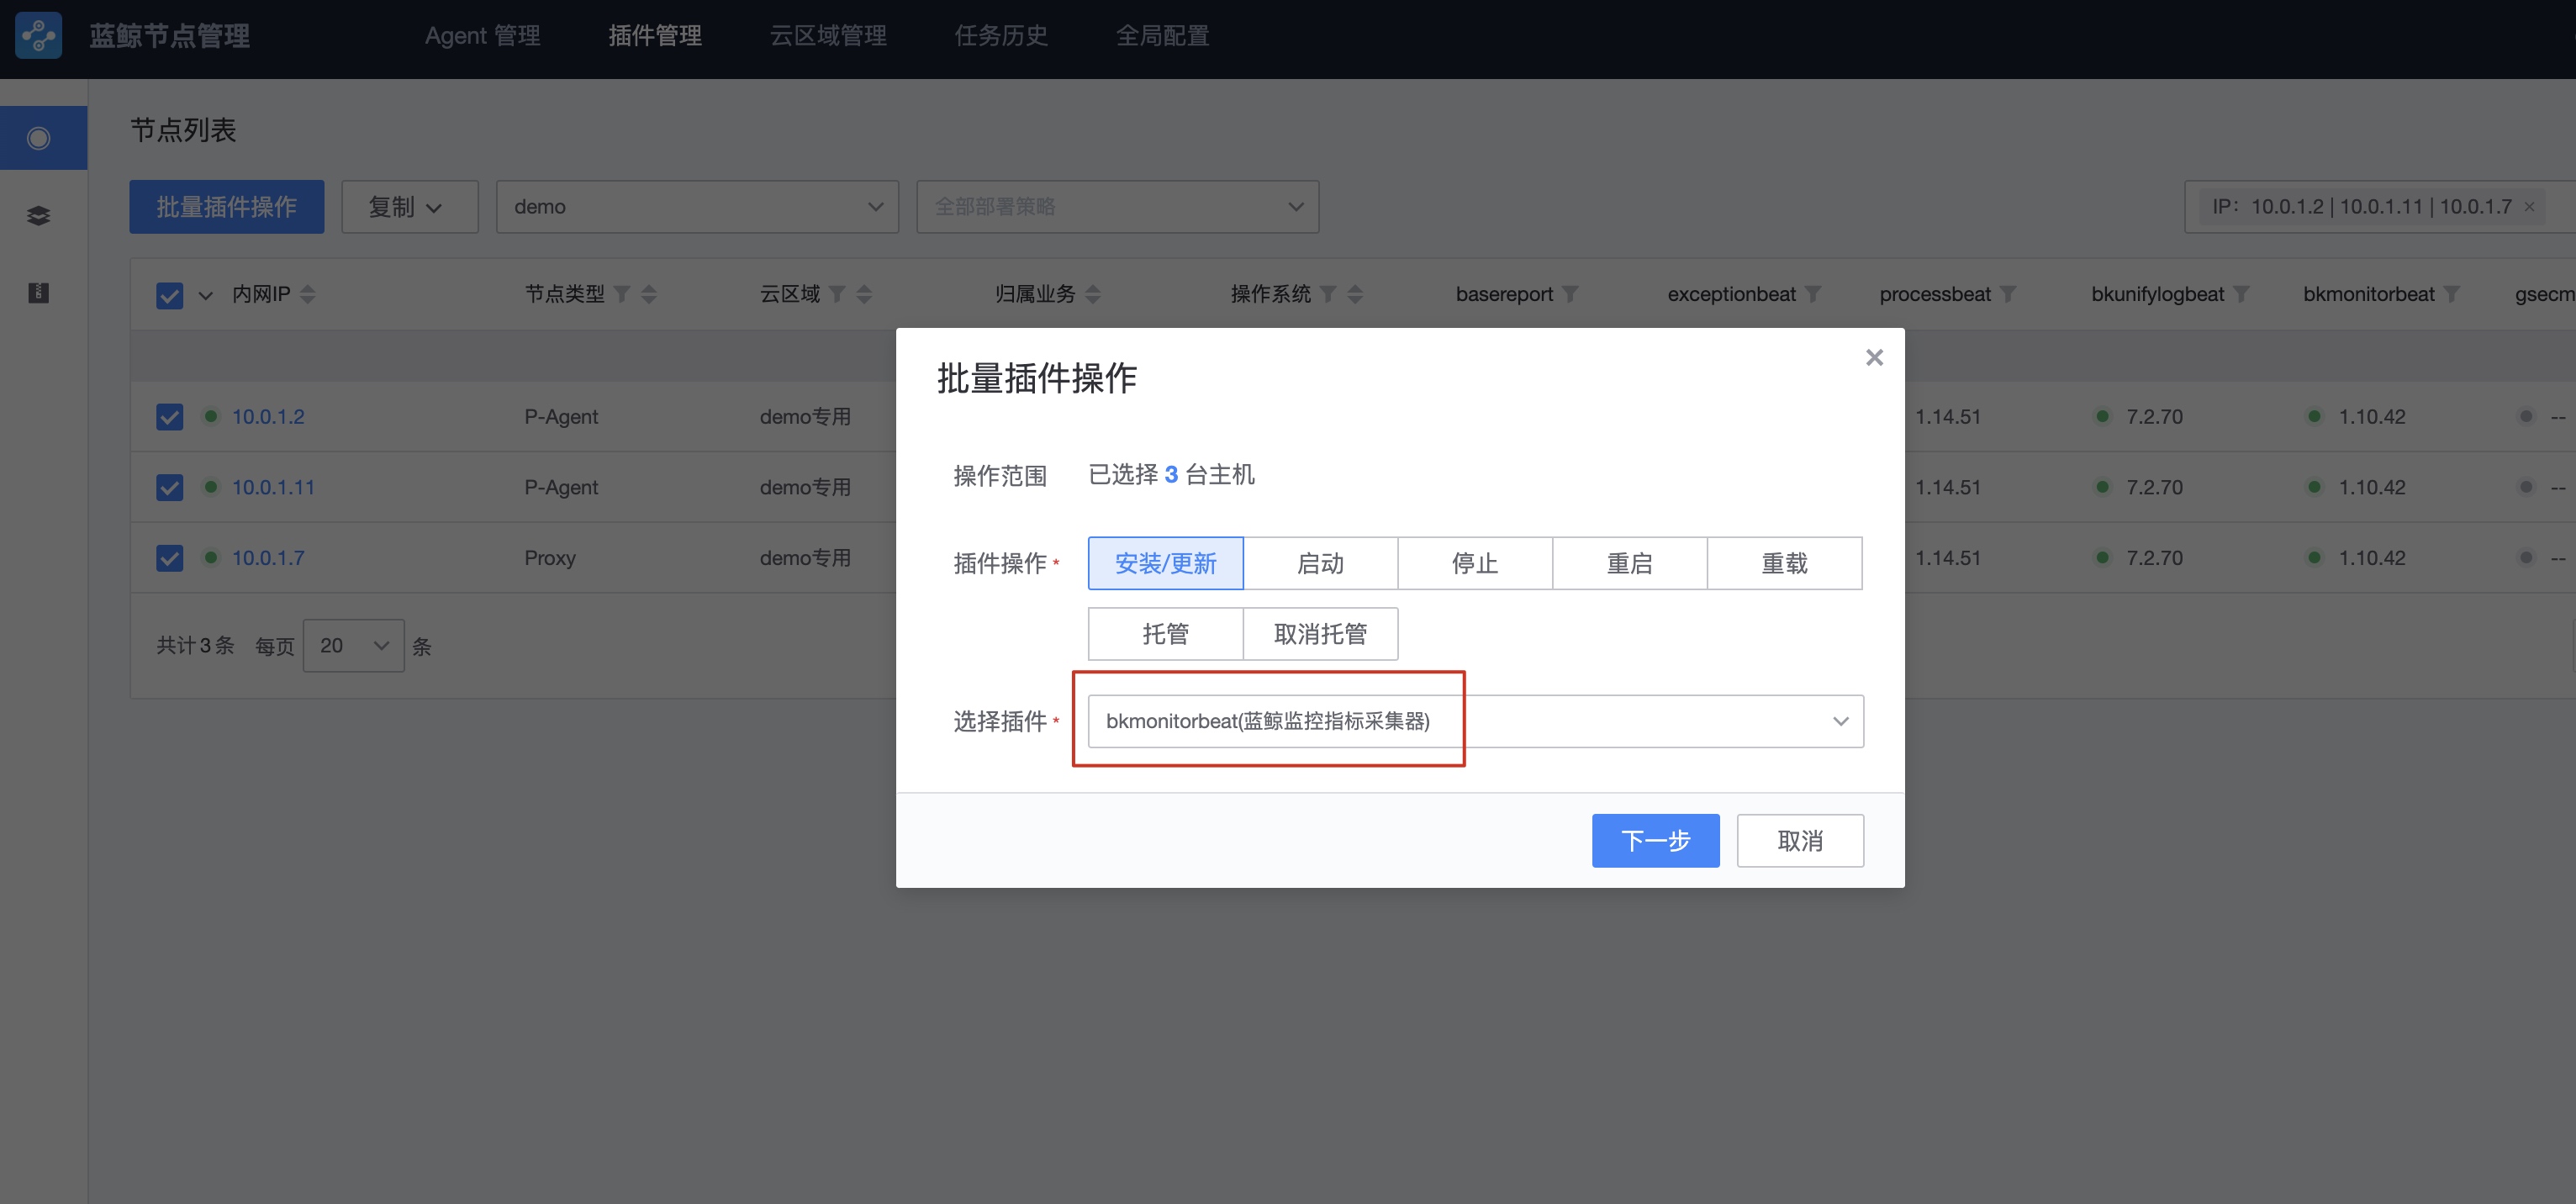 蓝鲸节点管理 Agent 管理 插件管理 云区域管理 任务历史 全局配置
节点列表
批量插件操作 复制 demo 全部部署策略 IP： 10.0.1.2 | 10.0.1.11 | 10.0.1.7 ×
内网IP 节点类型 云区域 归属业务 操作系统 basereport exceptionbeat processbeat bkunifylogbeat bkmonitorbeat gsecm
10.0.1.2 P-Agent demo专用 1.14.51 7.2.70 1.10.42 --
10.0.1.11 P-Agent demo专用 1.14.51 7.2.70 1.10.42 --
10.0.1.7 Proxy demo专用 1.14.51 7.2.70 1.10.42 --
共计3条 每页 20 条
批量插件操作
操作范围 已选择 3 台主机
插件操作 * 安装/更新 启动 停止 重启 重载
托管 取消托管
选择插件 * bkmonitorbeat(蓝鲸监控指标采集器)
下一步 取消